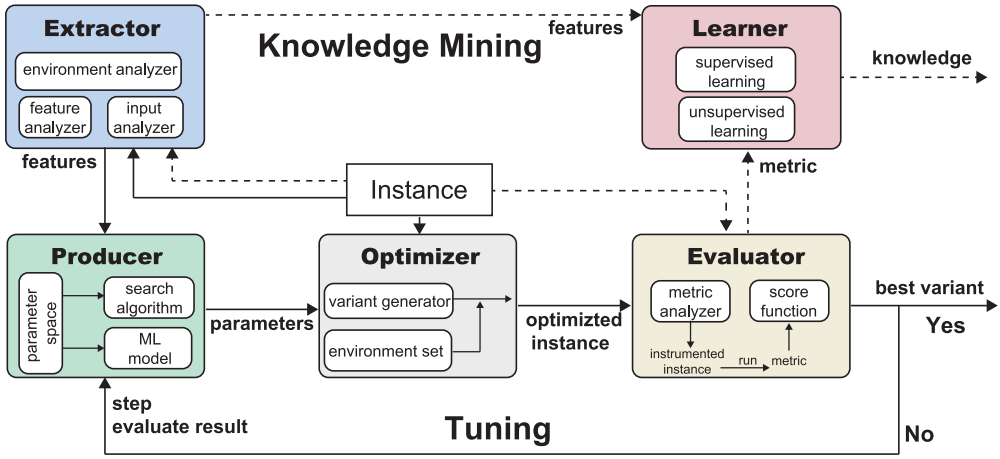 Extractor
environment analyzer
feature
analyzer
input
analyzer
Knowledge Mining
features
Learner
supervised
learning
unsupervised
learning
knowledge
features
Instance
metric
Producer
parameter
space
search
algorithm
ML
model
parameters
Optimizer
variant generator
environment set
optimizted
instance
Evaluator
metric
analyzer
score
function
instrumented
instance
run
metric
best variant
Yes
step
evaluate result
Tuning
No